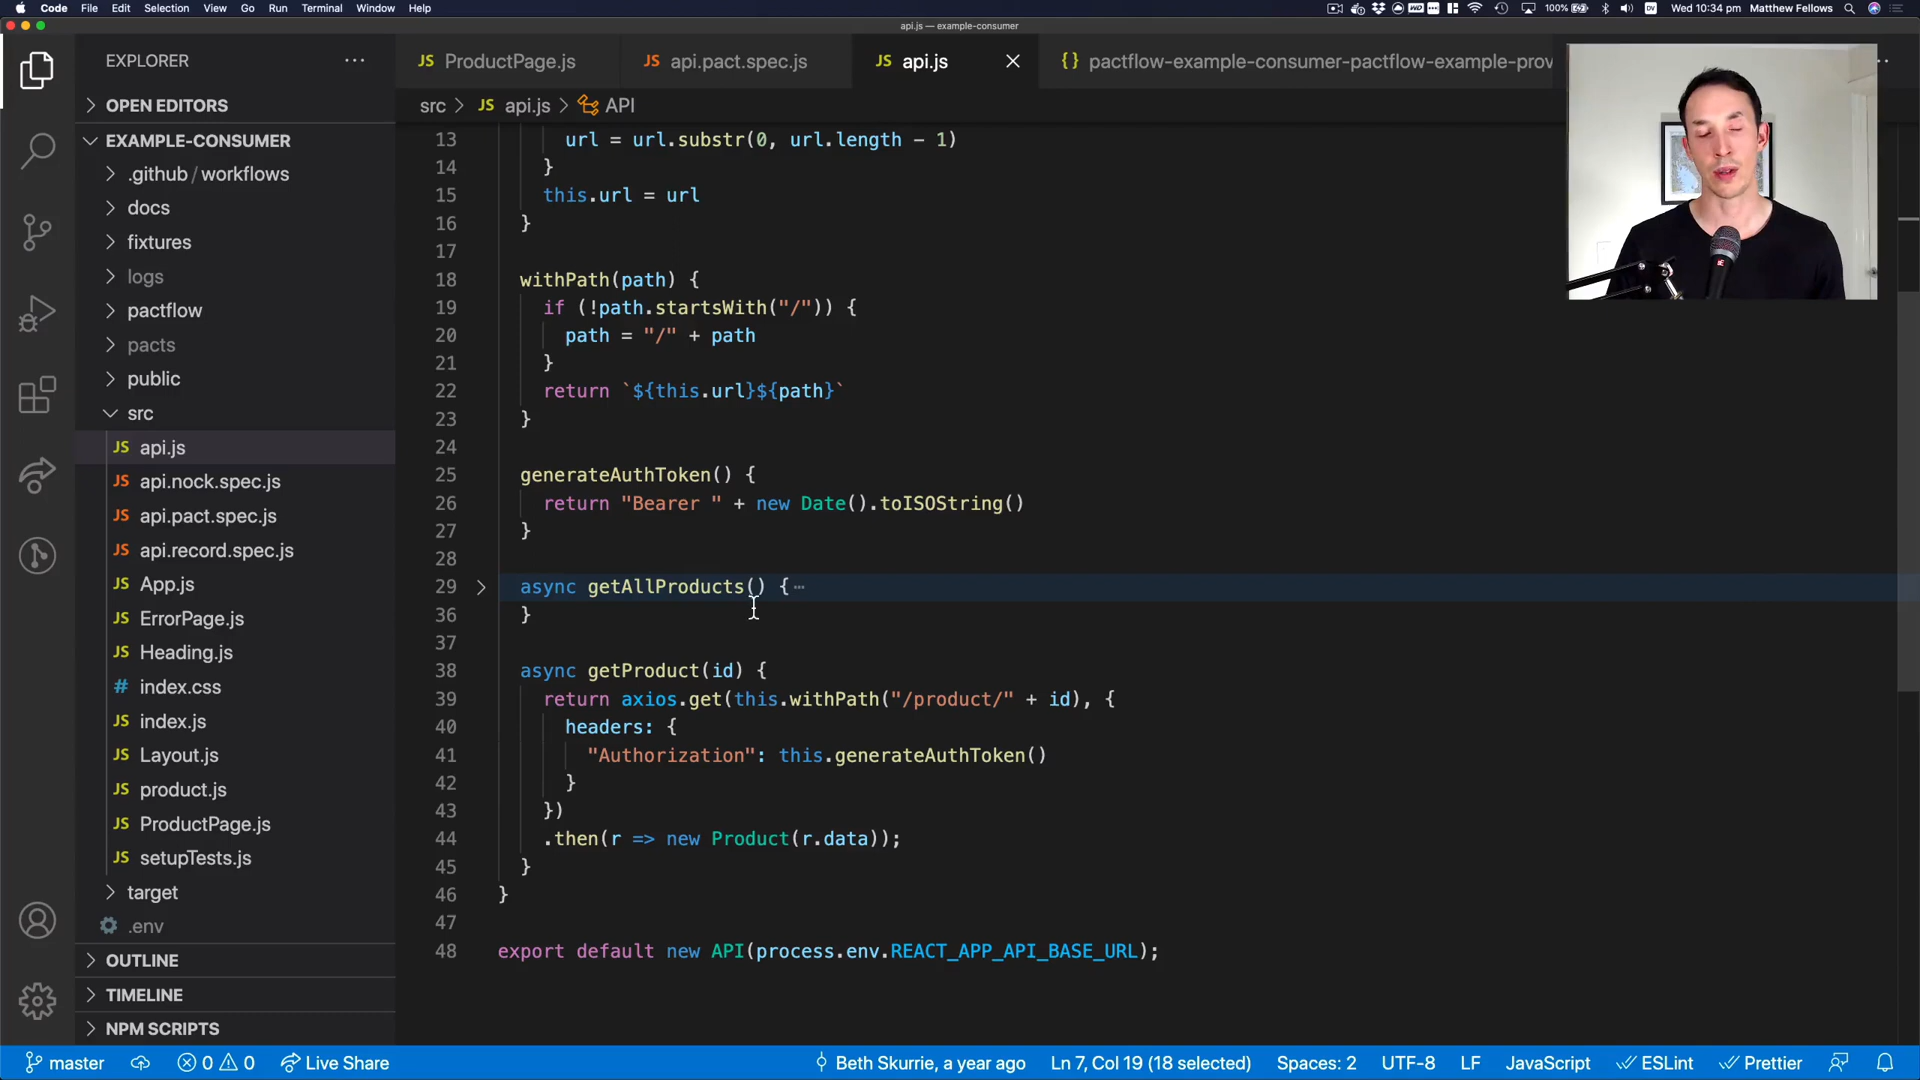 Code File Edit Selection View Go Run Terminal Window Help
100% DV Wed 10:34 pm Matthew Fellows
api.js — example-consumer
EXPLORER
OPEN EDITORS
EXAMPLE-CONSUMER
.github / workflows
docs
fixtures
logs
pactflow
pacts
public
src
JS api.js
JS api.nock.spec.js
JS api.pact.spec.js
JS api.record.spec.js
JS App.js
JS ErrorPage.js
JS Heading.js
# index.css
JS index.js
JS Layout.js
JS product.js
JS ProductPage.js
JS setupTests.js
target
.env
OUTLINE
TIMELINE
NPM SCRIPTS
JS ProductPage.js
JS api.pact.spec.js
JS api.js
{} pactflow-example-consumer-pactflow-example-prov
src > JS api.js > API
13 url = url.substr(0, url.length - 1)
14 }
15 this.url = url
16 }
17
18 withPath(path) {
19 if (!path.startsWith("/")) {
20 path = "/" + path
21 }
22 return `${this.url}${path}`
23 }
24
25 generateAuthToken() {
26 return "Bearer " + new Date().toISOString()
27 }
28
29 async getAllProducts() { ...
36 }
37
38 async getProduct(id) {
39 return axios.get(this.withPath("/product/" + id), {
40 headers: {
41 "Authorization": this.generateAuthToken()
42 }
43 })
44 .then(r => new Product(r.data));
45 }
46 }
47
48 export default new API(process.env.REACT_APP_API_BASE_URL);
master 0 0 Live Share Beth Skurrie, a year ago Ln 7, Col 19 (18 selected) Spaces: 2 UTF-8 LF JavaScript ESLint Prettier